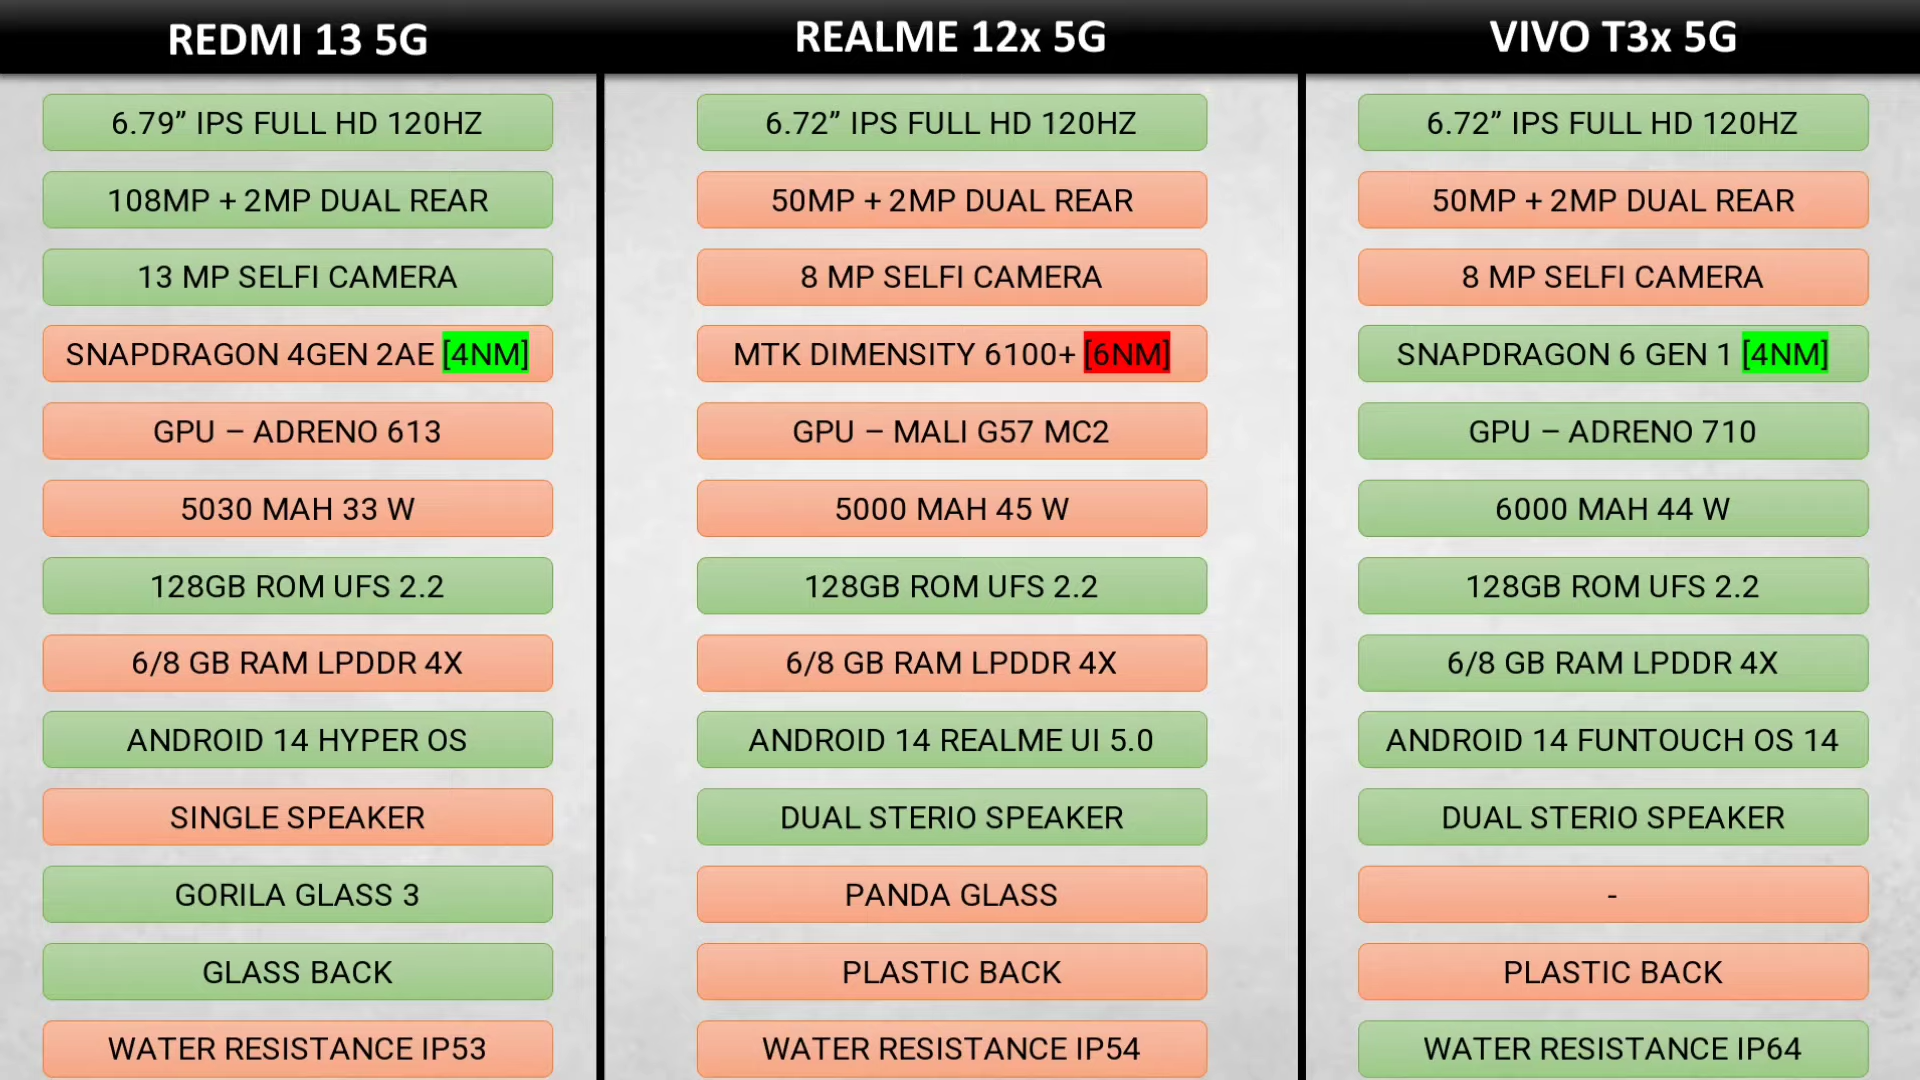 REDMI 13 5G
6.79” IPS FULL HD 120HZ
108MP + 2MP DUAL REAR
13 MP SELFI CAMERA
SNAPDRAGON 4GEN 2AE [4NM]
GPU – ADRENO 613
5030 MAH 33 W
128GB ROM UFS 2.2
6/8 GB RAM LPDDR 4X
ANDROID 14 HYPER OS
SINGLE SPEAKER
GORILA GLASS 3
GLASS BACK
WATER RESISTANCE IP53
REALME 12x 5G
6.72” IPS FULL HD 120HZ
50MP + 2MP DUAL REAR
8 MP SELFI CAMERA
MTK DIMENSITY 6100+ [6NM]
GPU – MALI G57 MC2
5000 MAH 45 W
128GB ROM UFS 2.2
6/8 GB RAM LPDDR 4X
ANDROID 14 REALME UI 5.0
DUAL STERIO SPEAKER
PANDA GLASS
PLASTIC BACK
WATER RESISTANCE IP54
VIVO T3x 5G
6.72” IPS FULL HD 120HZ
50MP + 2MP DUAL REAR
8 MP SELFI CAMERA
SNAPDRAGON 6 GEN 1 [4NM]
GPU – ADRENO 710
6000 MAH 44 W
128GB ROM UFS 2.2
6/8 GB RAM LPDDR 4X
ANDROID 14 FUNTOUCH OS 14
DUAL STERIO SPEAKER
-
PLASTIC BACK
WATER RESISTANCE IP64